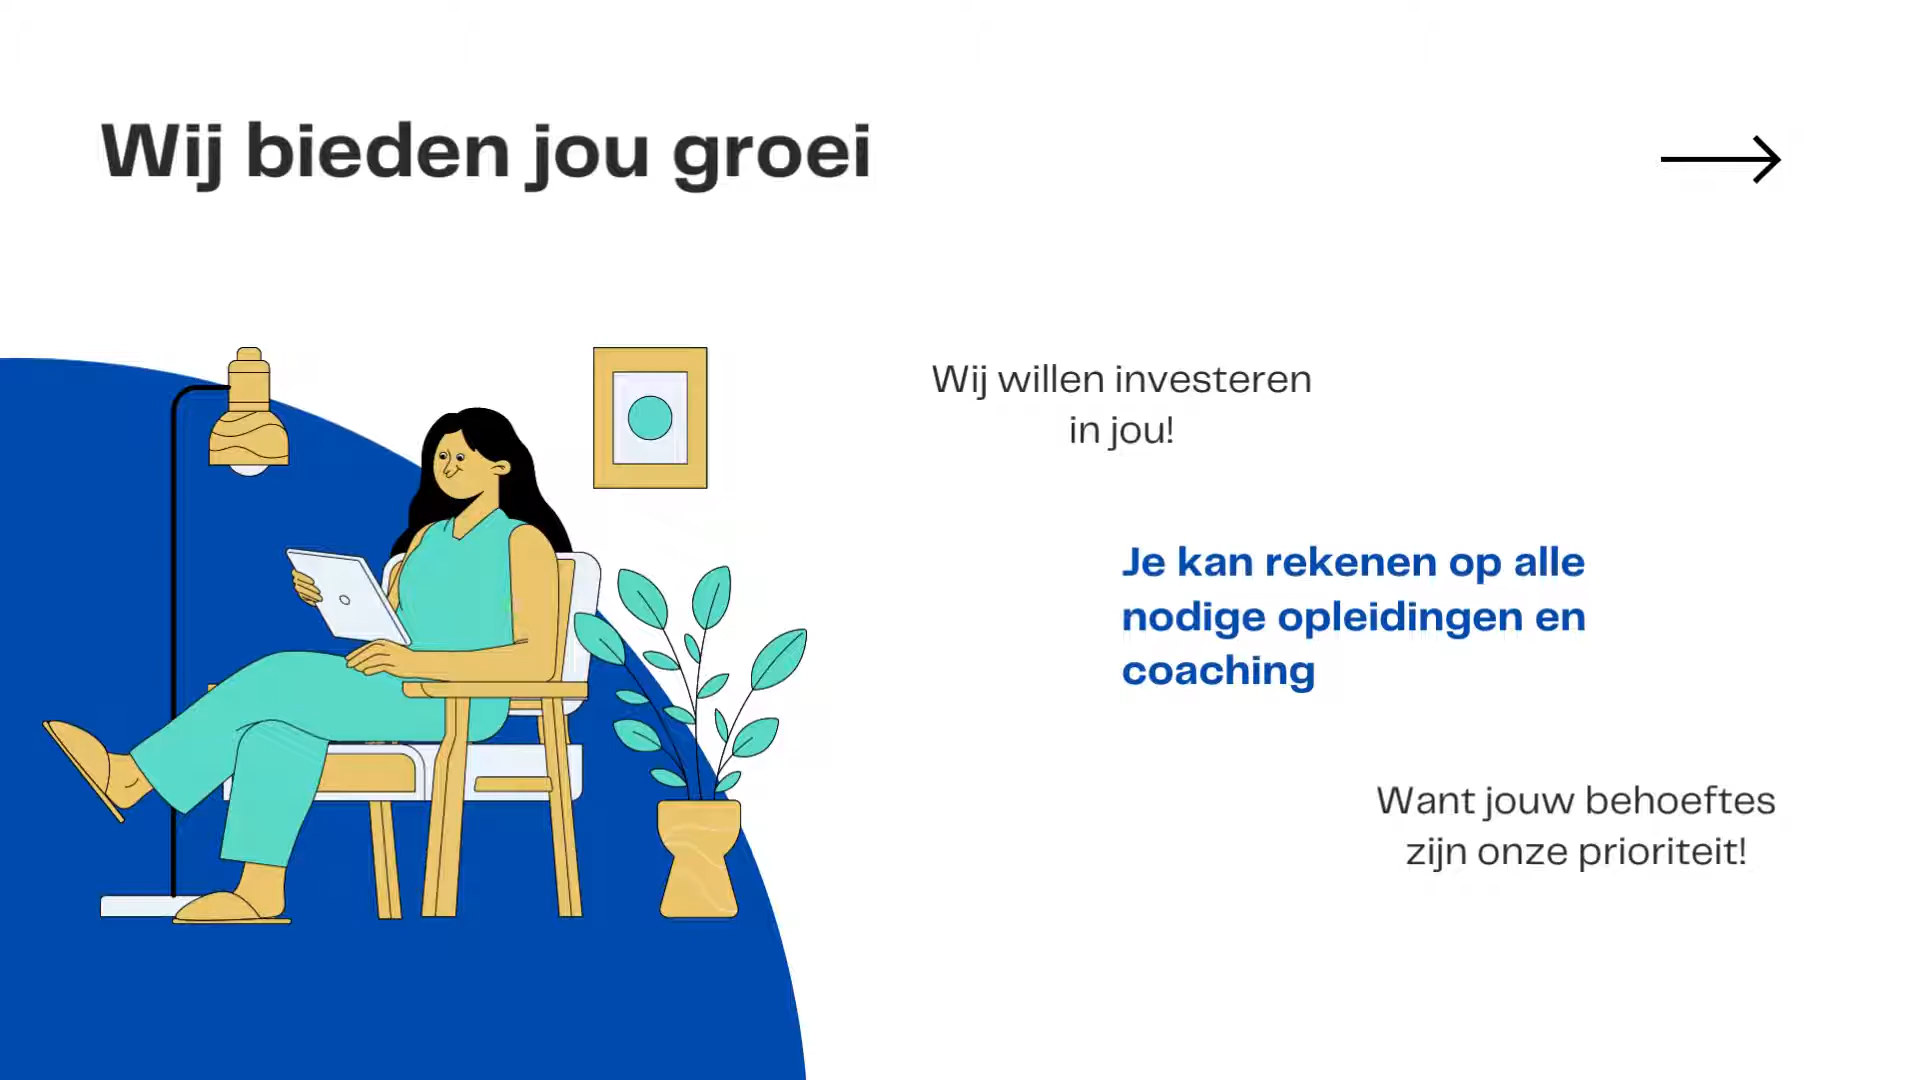 Wij bieden jou groei
Wij willen investeren
in jou!
Je kan rekenen op alle
nodige opleidingen en
coaching
Want jouw behoeftes
zijn onze prioriteit!